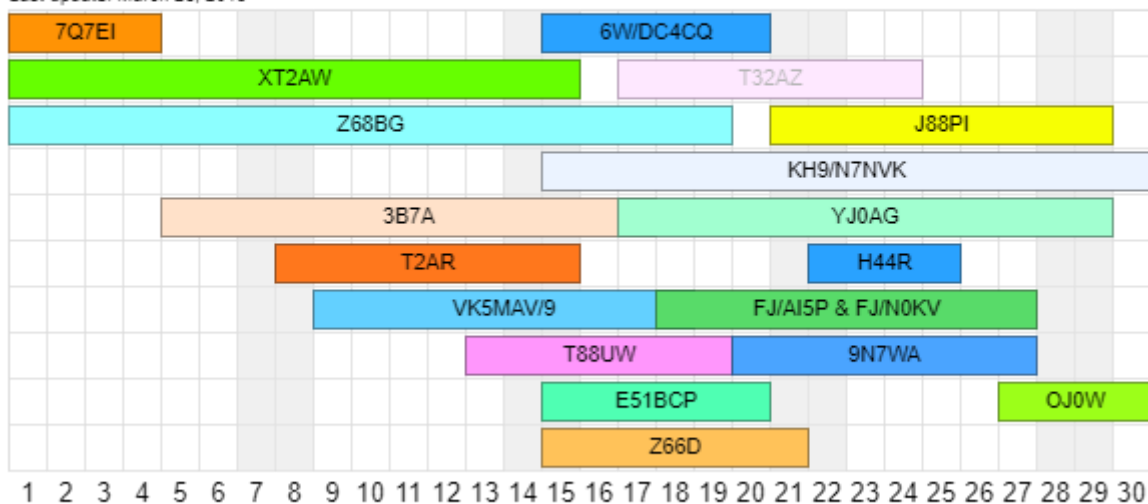 7Q7EI 6W/DC4CQ
XT2AW T32AZ
Z68BG J88PI
KH9/N7NVK
3B7A YJ0AG
T2AR H44R
VK5MAV/9 FJ/AI5P & FJ/N0KV
T88UW 9N7WA
E51BCP OJ0W
Z66D
1 2 3 4 5 6 7 8 9 10 11 12 13 14 15 16 17 18 19 20 21 22 23 24 25 26 27 28 29 30